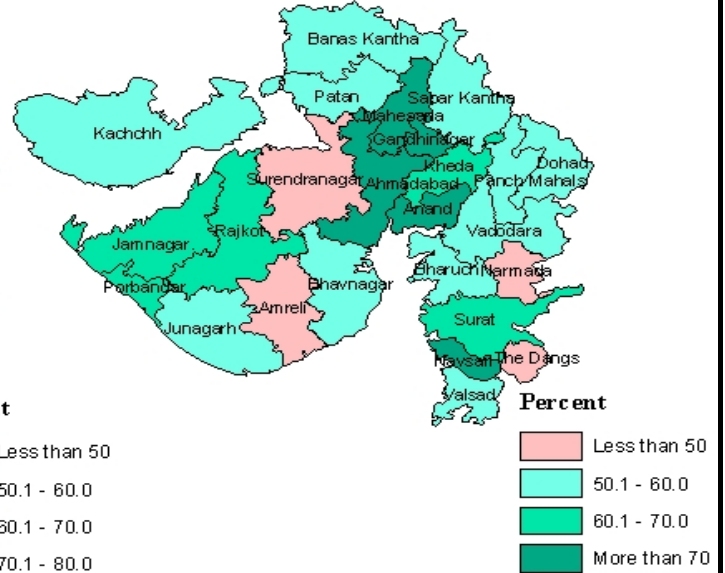 Banas Kantha
Patan
Sabar Kantha
Mahesana
Kachchh
Gandhinagar
Kheda
Dohad
Surendranagar
Ahmadabad
Panch Mahals
Anand
Rajkot
Vadodara
Jamnagar
Bharuch
Narmada
Porbandar
Bhavnagar
Amreli
Surat
Junagarh
Navsari
The Dangs
Valsad
t
Less than 50
50.1 - 60.0
60.1 - 70.0
70.1 - 80.0
Percent
Less than 50
50.1 - 60.0
60.1 - 70.0
More than 70